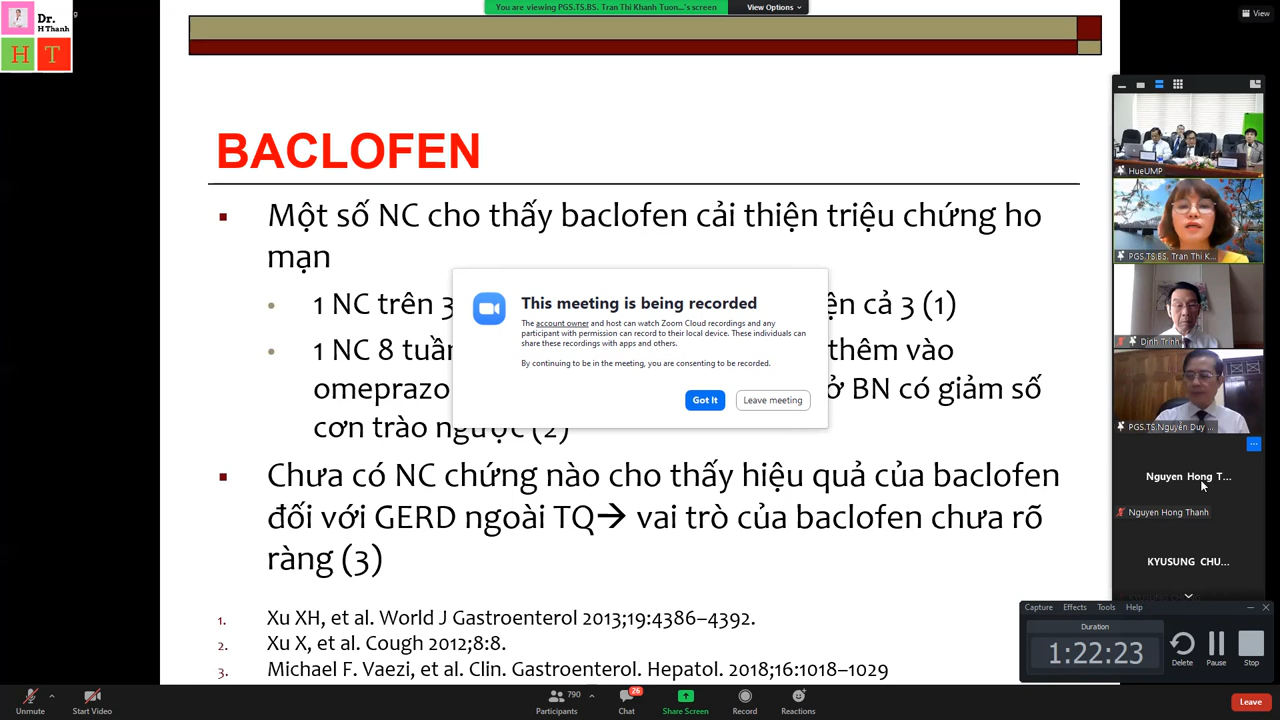 Dr.
H Thanh
H T
You are viewing PGS.TS.BS. Tran Thi Khanh Tuon...'s screen
View Options
View
BACLOFEN
Một số NC cho thấy baclofen cải thiện triệu chứng ho
mạn
1 NC trên 3
ện cả 3 (1)
1 NC 8 tuần
thêm vào
omeprazo
ở BN có giảm số
cơn trào ngược (2)
Chưa có NC chứng nào cho thấy hiệu quả của baclofen
đối với GERD ngoài TQ→ vai trò của baclofen chưa rõ
ràng (3)
1. Xu XH, et al. World J Gastroenterol 2013;19:4386–4392.
2. Xu X, et al. Cough 2012;8:8.
3. Michael F. Vaezi, et al. Clin. Gastroenterol. Hepatol. 2018;16:1018–1029
This meeting is being recorded
The account owner and host can watch Zoom Cloud recordings and any
participant with permission can record to their local device. These individuals can
share these recordings with apps and others.
By continuing to be in the meeting, you are consenting to be recorded.
Got It
Leave meeting
HueUMP
PGS.TS.BS. Tran Thi K...
Dinh Trinh
PGS.TS.Nguyễn Duy ...
Nguyen Hong T...
Nguyen Hong Thanh
KYUSUNG CHU...
Capture Effects Tools Help
Duration
1:22:23
Delete
Pause
Stop
Unmute
Start Video
790
Participants
26
Chat
Share Screen
Record
Reactions
Leave